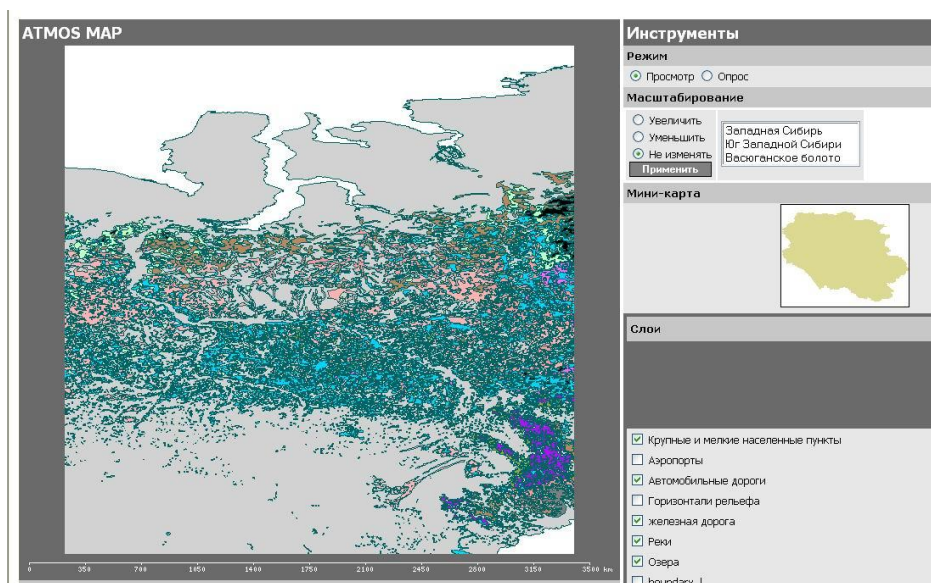 ATMOS MAP
0 350 700 1050 1400 1750 2100 2450 2800 3150 3500 km
Инструменты
Режим
Просмотр Опрос
Масштабирование
Увеличить
Уменьшить
Не изменять
Применить
Западная Сибирь
Юг Западной Сибири
Васюганское болото
Мини-карта
Слои
Крупные и мелкие населенные пункты
Аэропорты
Автомобильные дороги
Горизонтали рельефа
железная дорога
Реки
Озера